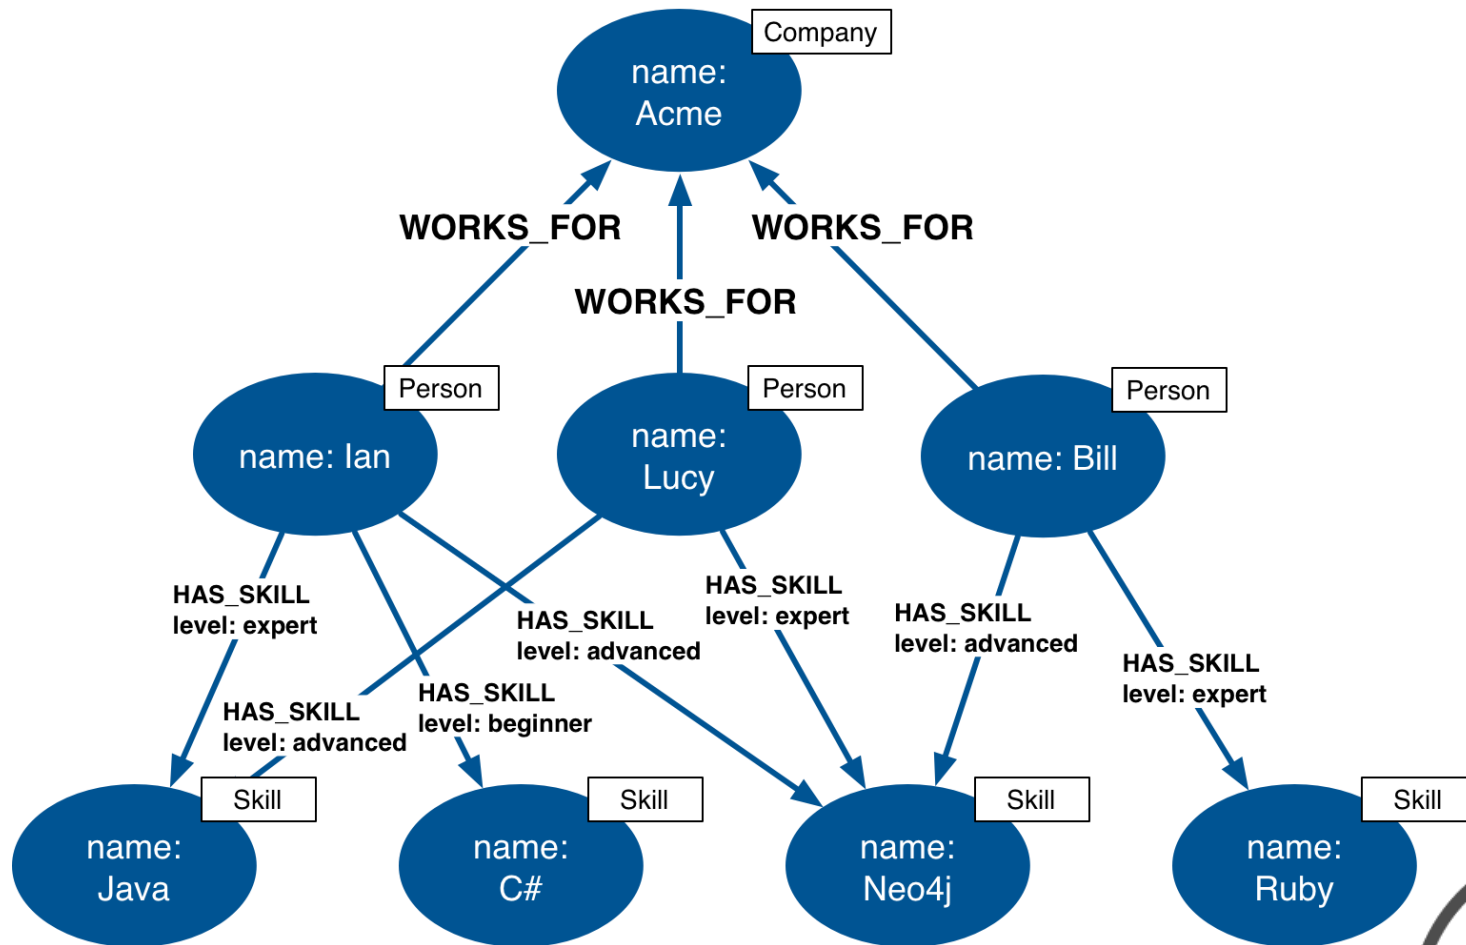 Company
name:
Acme
WORKS_FOR
WORKS_FOR
WORKS_FOR
Person
Person
Person
name: Ian
name:
Lucy
name: Bill
HAS_SKILL
level: expert
HAS_SKILL
level: advanced
HAS_SKILL
level: beginner
HAS_SKILL
level: advanced
HAS_SKILL
level: expert
HAS_SKILL
level: advanced
HAS_SKILL
level: expert
Skill
Skill
Skill
Skill
name:
Java
name:
C#
name:
Neo4j
name:
Ruby